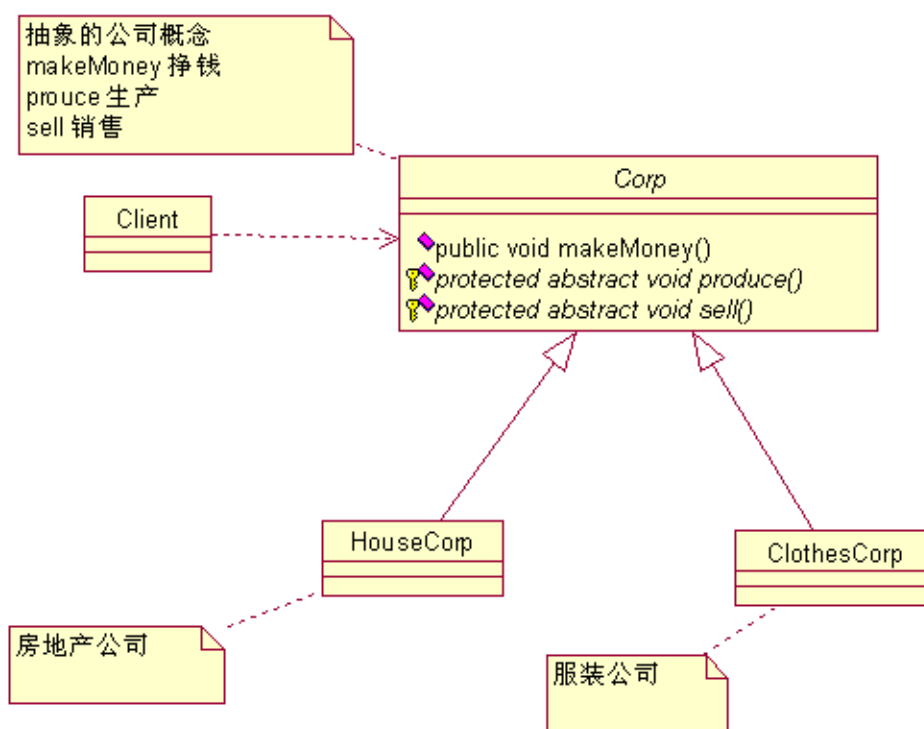 抽象的公司概念
makeMoney 挣钱
prouce 生产
sell 销售
Corp
Client
public void makeMoney()
protected abstract void produce()
protected abstract void sell()
HouseCorp
ClothesCorp
房地产公司
服装公司